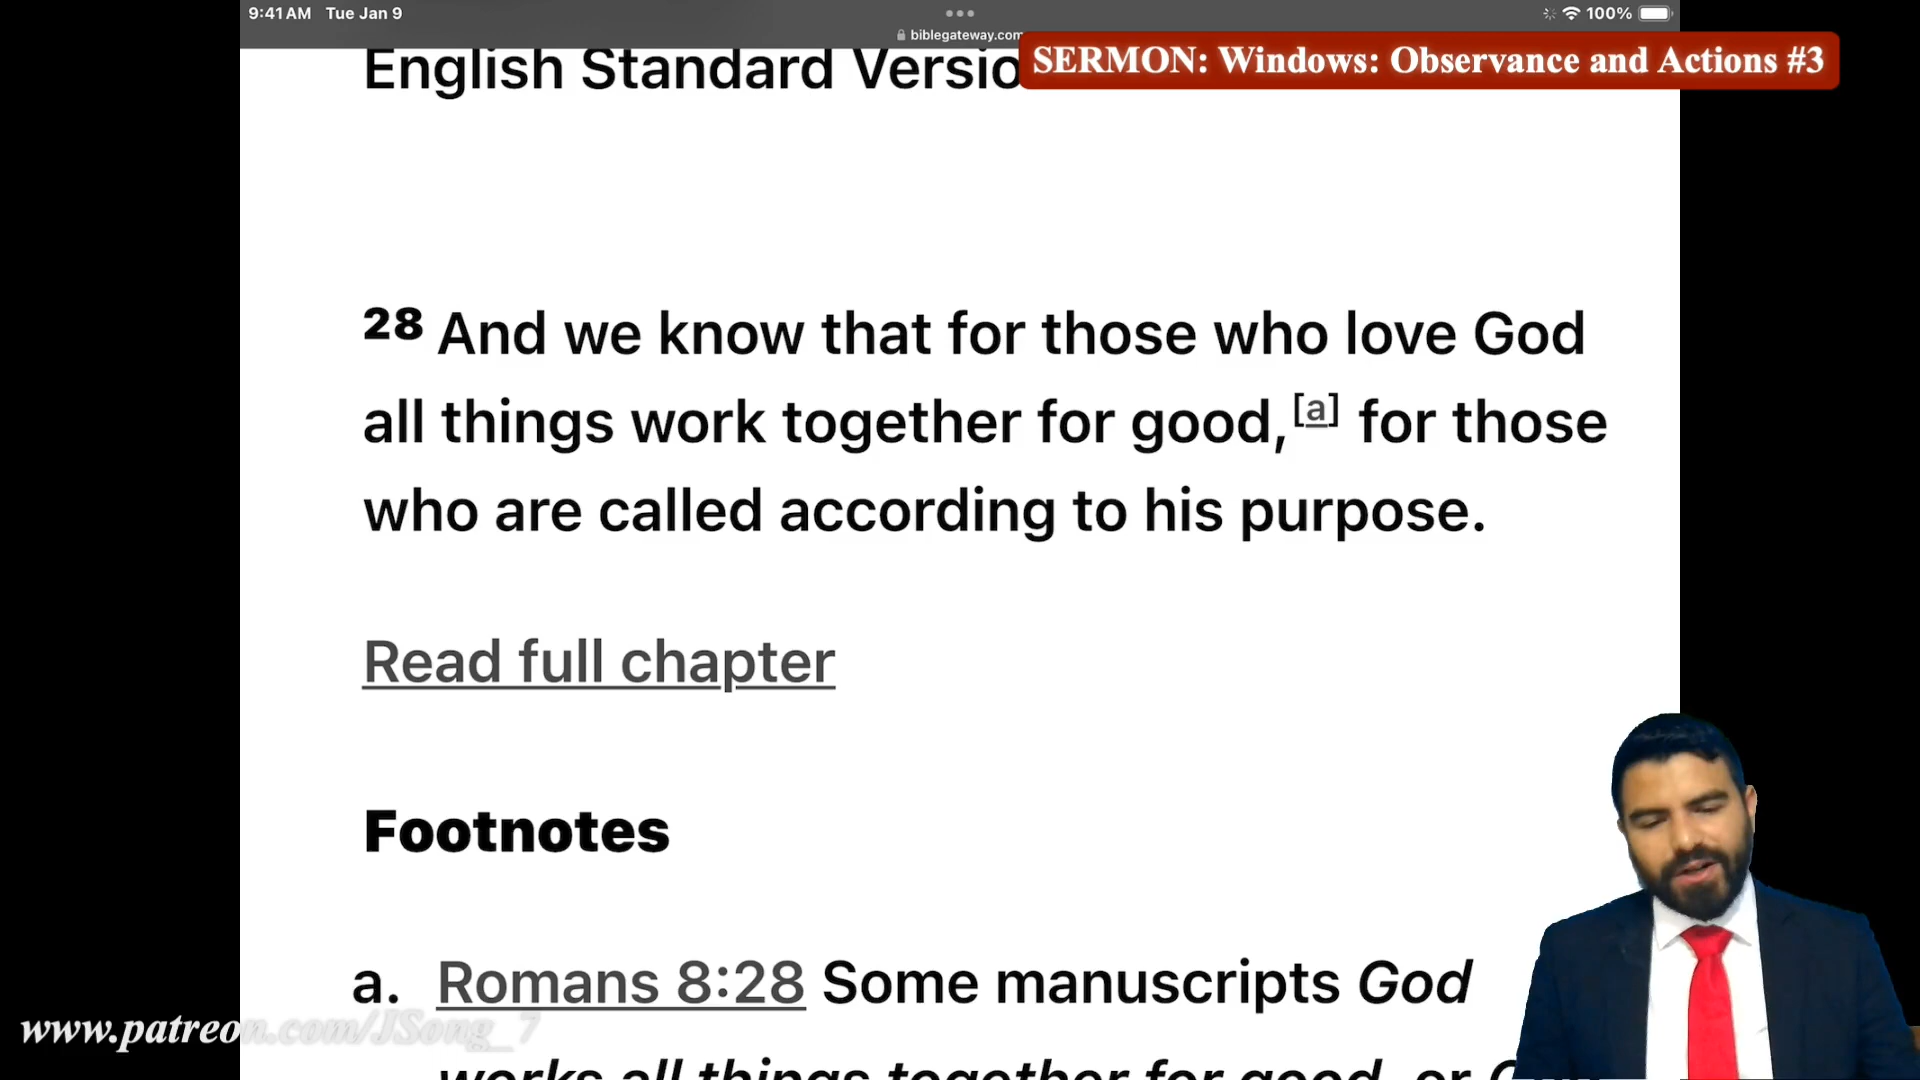 9:41 AM Tue Jan 9
100%
biblegateway.com
SERMON: Windows: Observance and Actions #3
English Standard Versio
28 And we know that for those who love God
all things work together for good,[a] for those
who are called according to his purpose.
Read full chapter
Footnotes
a. Romans 8:28 Some manuscripts God
works all things together for good, or
www.patreon.com/JSong_7